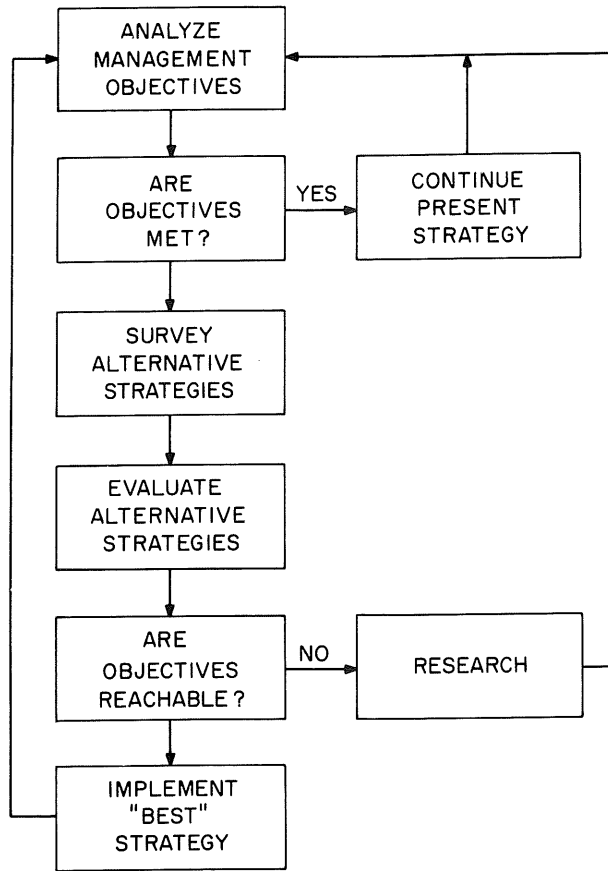 ANALYZE
MANAGEMENT
OBJECTIVES
ARE
OBJECTIVES
MET?
YES
CONTINUE
PRESENT
STRATEGY
SURVEY
ALTERNATIVE
STRATEGIES
EVALUATE
ALTERNATIVE
STRATEGIES
ARE
OBJECTIVES
REACHABLE?
NO
RESEARCH
IMPLEMENT
"BEST"
STRATEGY